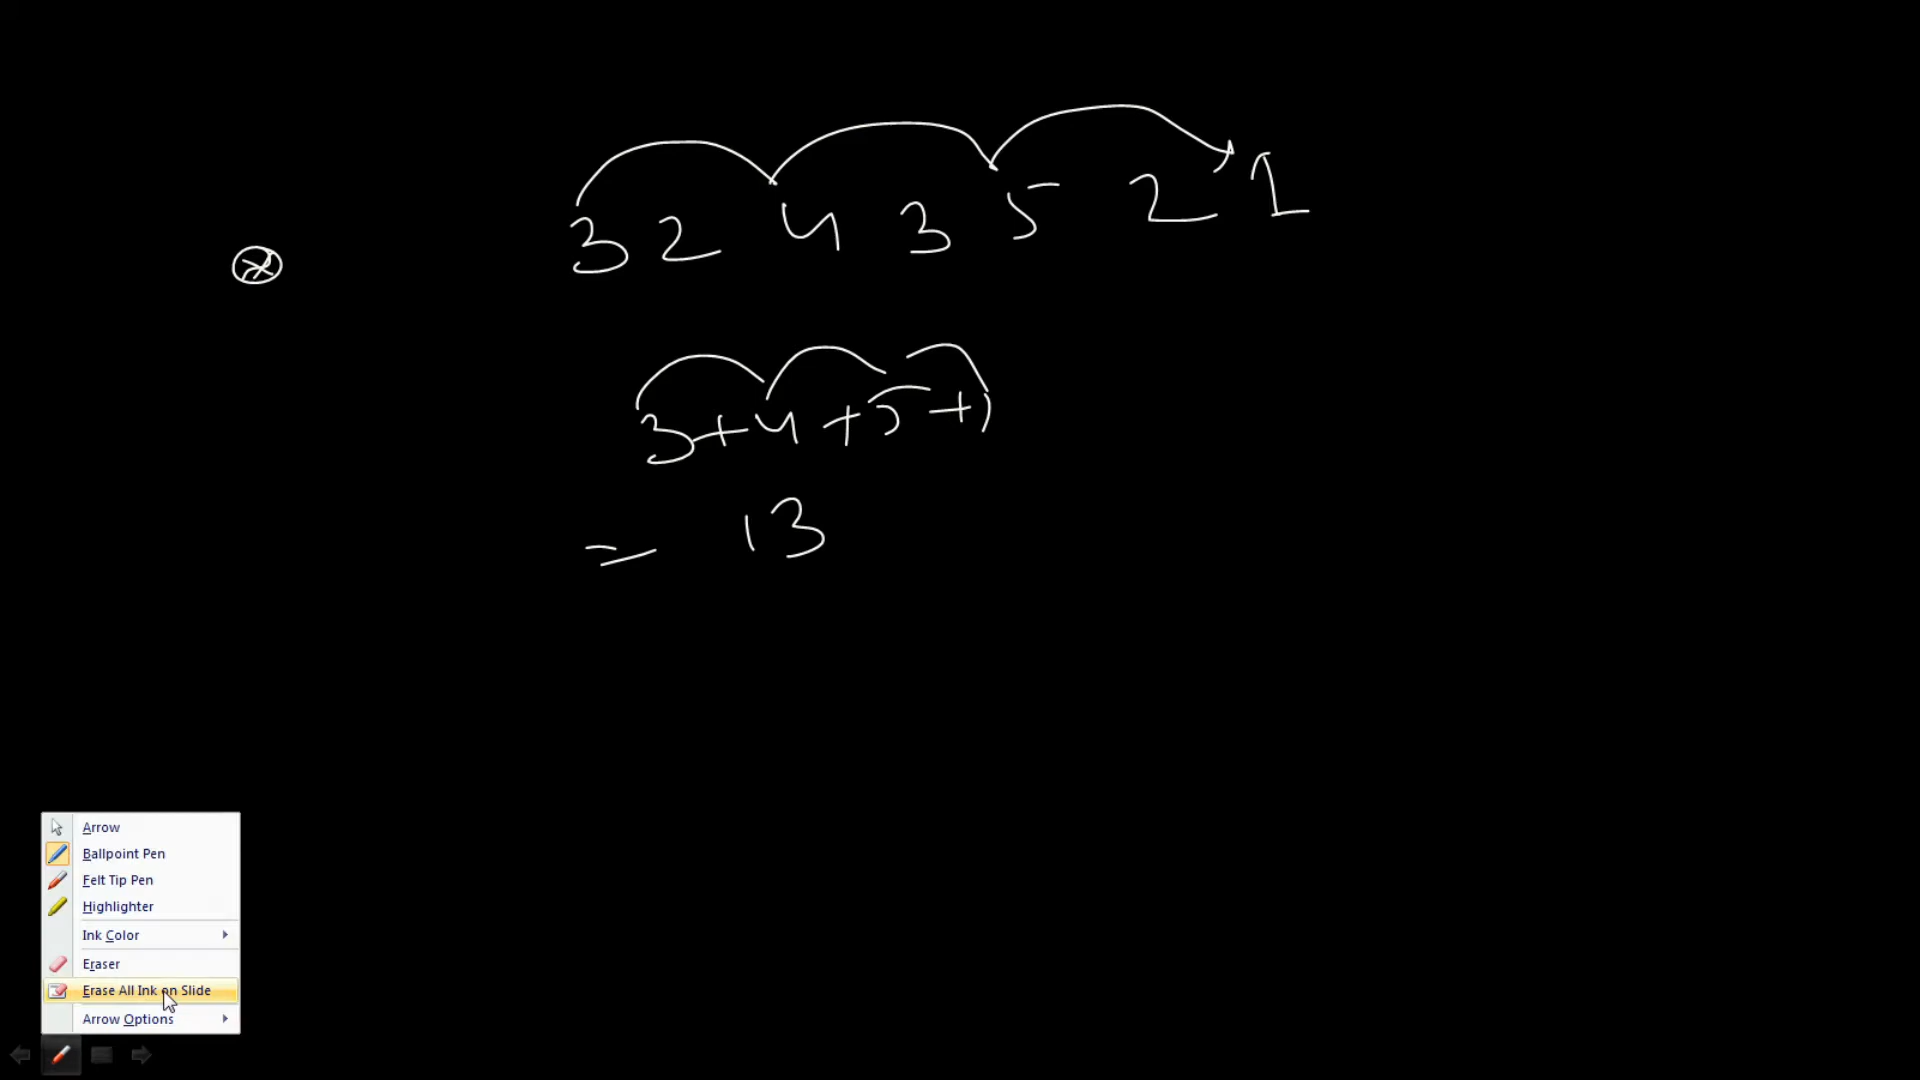 3 2 4 3 5 2 1
3+4+5+1
= 13
Arrow
Ballpoint Pen
Felt Tip Pen
Highlighter
Ink Color
Eraser
Erase All Ink on Slide
Arrow Options